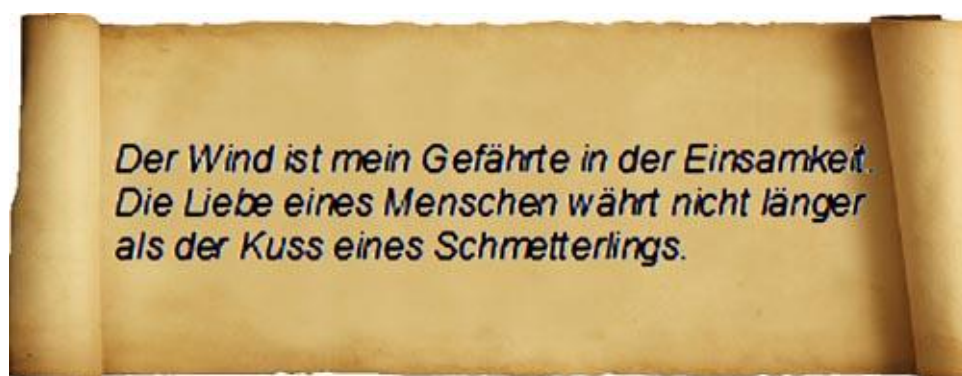 Der Wind ist mein Gefährte in der Einsamkeit.
Die Liebe eines Menschen währt nicht länger
als der Kuss eines Schmetterlings.